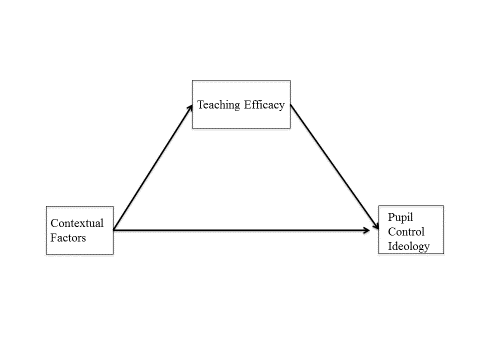 Teaching Efficacy
Contextual
Factors
Pupil
Control
Ideology